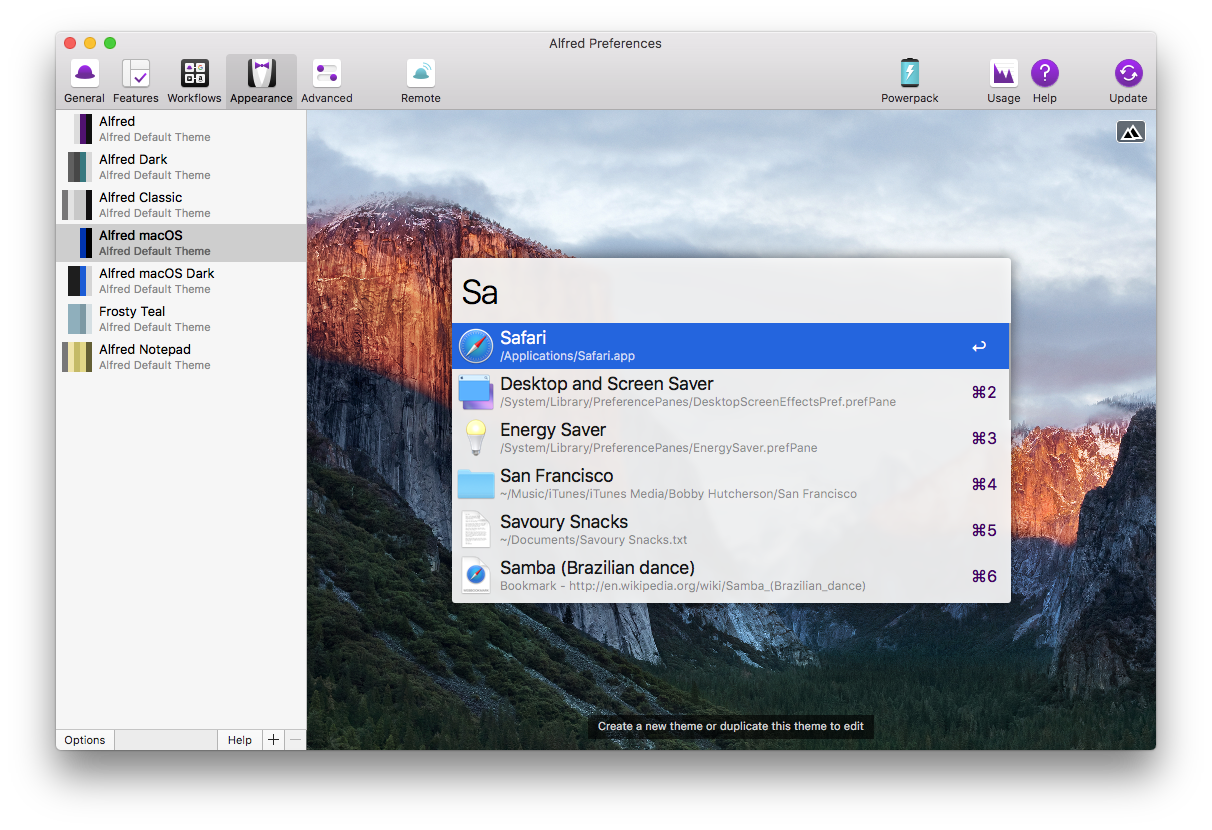 Alfred Preferences
General Features Workflows Appearance Advanced Remote Powerpack Usage Help Update
Alfred
Alfred Default Theme
Alfred Dark
Alfred Default Theme
Alfred Classic
Alfred Default Theme
Alfred macOS
Alfred Default Theme
Alfred macOS Dark
Alfred Default Theme
Frosty Teal
Alfred Default Theme
Alfred Notepad
Alfred Default Theme
Sa
Safari
/Applications/Safari.app
Desktop and Screen Saver
/System/Library/PreferencePanes/DesktopScreenEffectsPref.prefPane
⌘2
Energy Saver
/System/Library/PreferencePanes/EnergySaver.prefPane
⌘3
San Francisco
~/Music/iTunes/iTunes Media/Bobby Hutcherson/San Francisco
⌘4
Savoury Snacks
~/Documents/Savoury Snacks.txt
⌘5
Samba (Brazilian dance)
Bookmark - http://en.wikipedia.org/wiki/Samba_(Brazilian_dance)
⌘6
Create a new theme or duplicate this theme to edit
Options Help + −